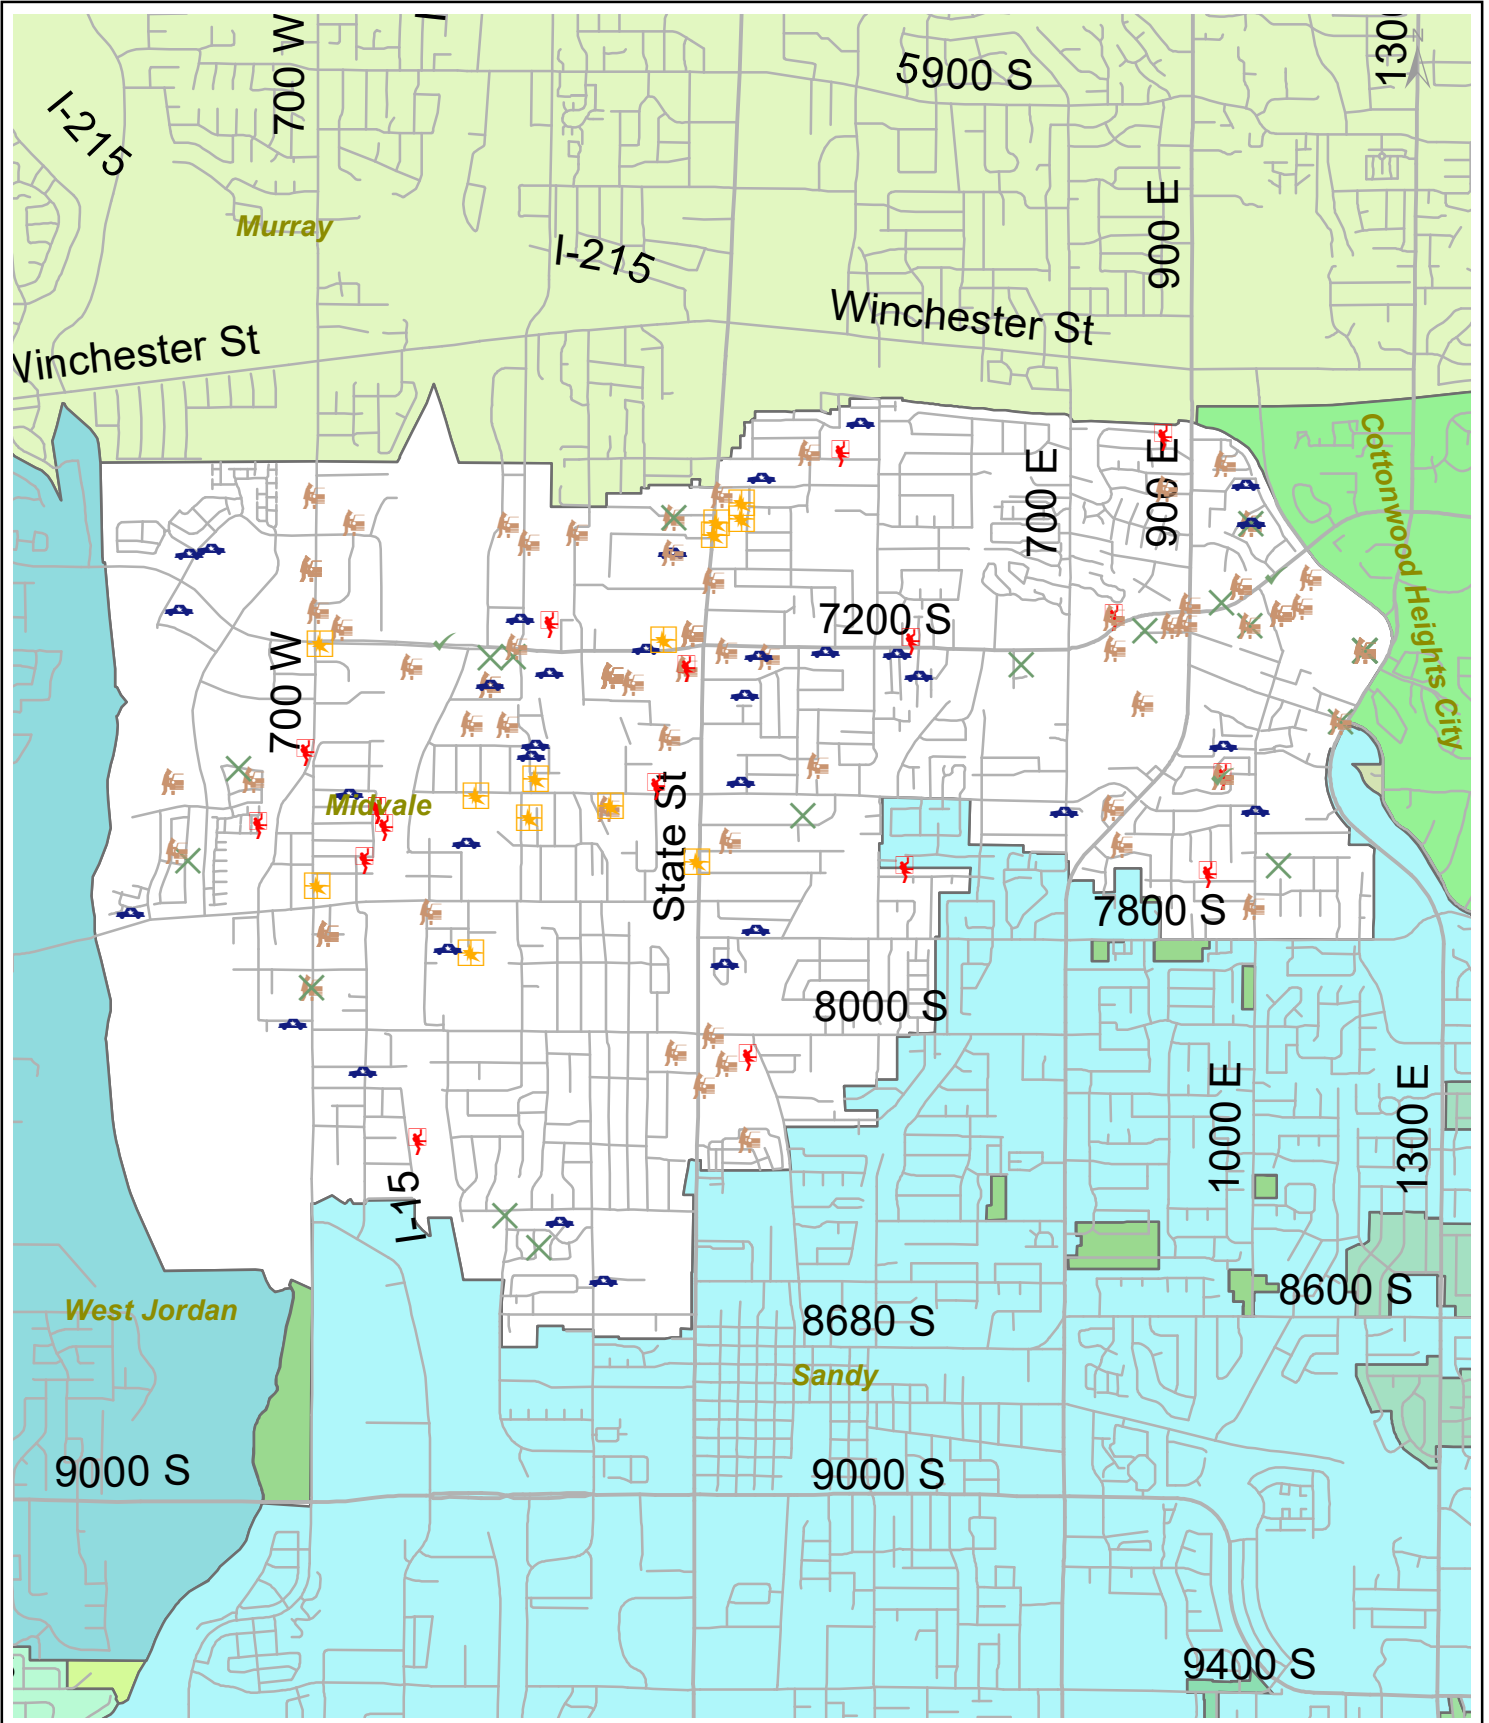 700 W
5900 S
I-215
Murray
I-215
900 E
Winchester St
Winchester St
Cottonwood Heights City
700 E
900 E
7200 S
700 W
Midvale
State St
7800 S
8000 S
1000 E
1300 E
I-15
8600 S
West Jordan
8680 S
Sandy
9000 S
9000 S
9400 S